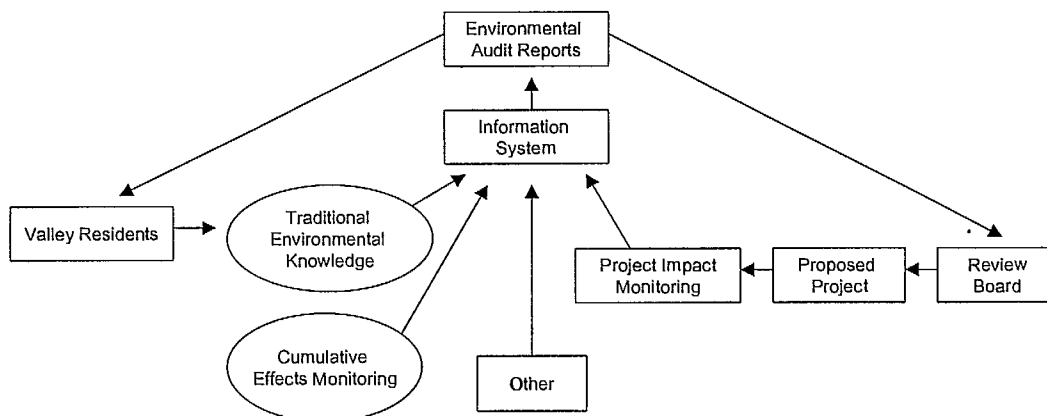 Environmental
Audit Reports
Information
System
Valley Residents
Traditional
Environmental
Knowledge
Project Impact
Monitoring
Proposed
Project
Review
Board
Cumulative
Effects Monitoring
Other